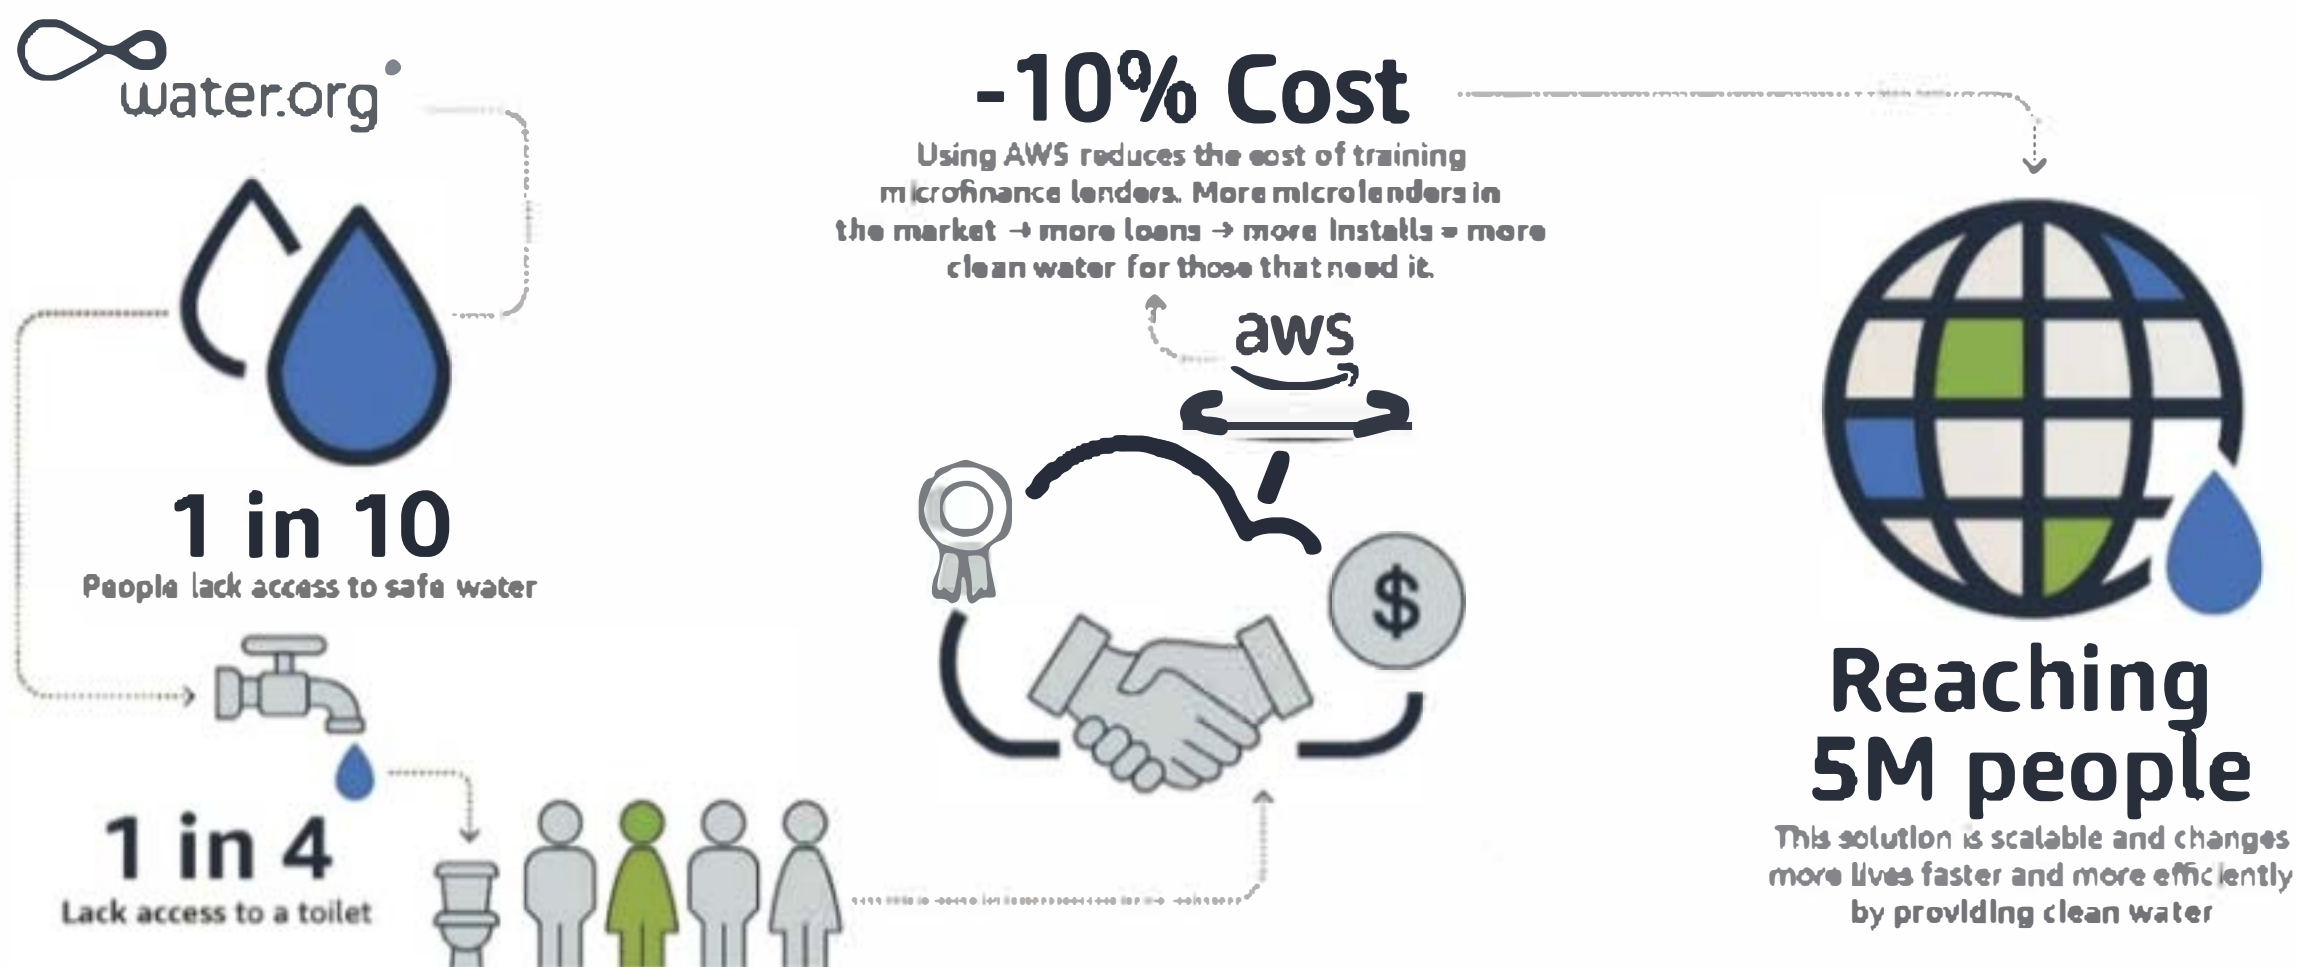 water.org
1 in 10
People lack access to safe water
1 in 4
Lack access to a toilet
-10% Cost
Using AWS reduces the cost of training
microfinance lenders. More microlenders in
the market → more loans → more installs = more
clean water for those that need it.
aws
$
Reaching
5M people
This solution is scalable and changes
more lives faster and more efficiently
by providing clean water